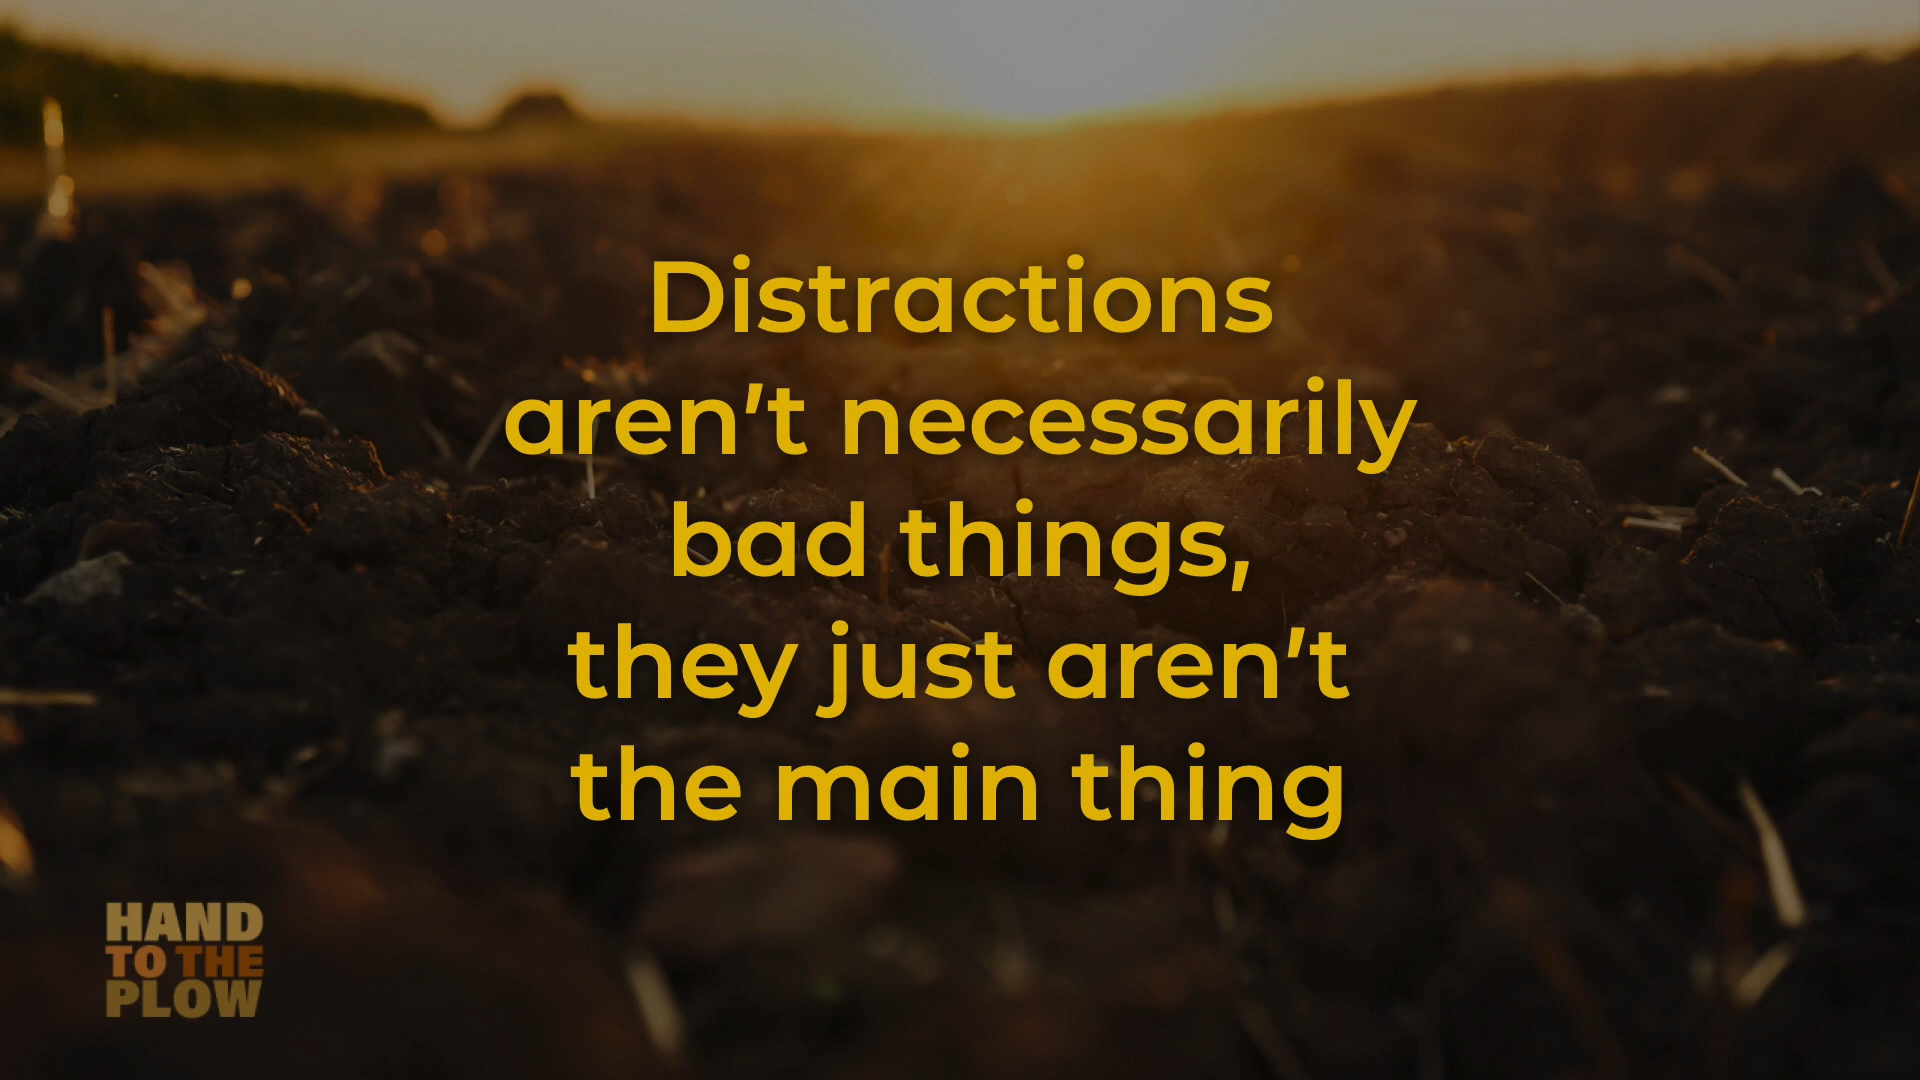 Distractions
aren’t necessarily
bad things,
they just aren’t
the main thing
HAND
TO THE
PLOW